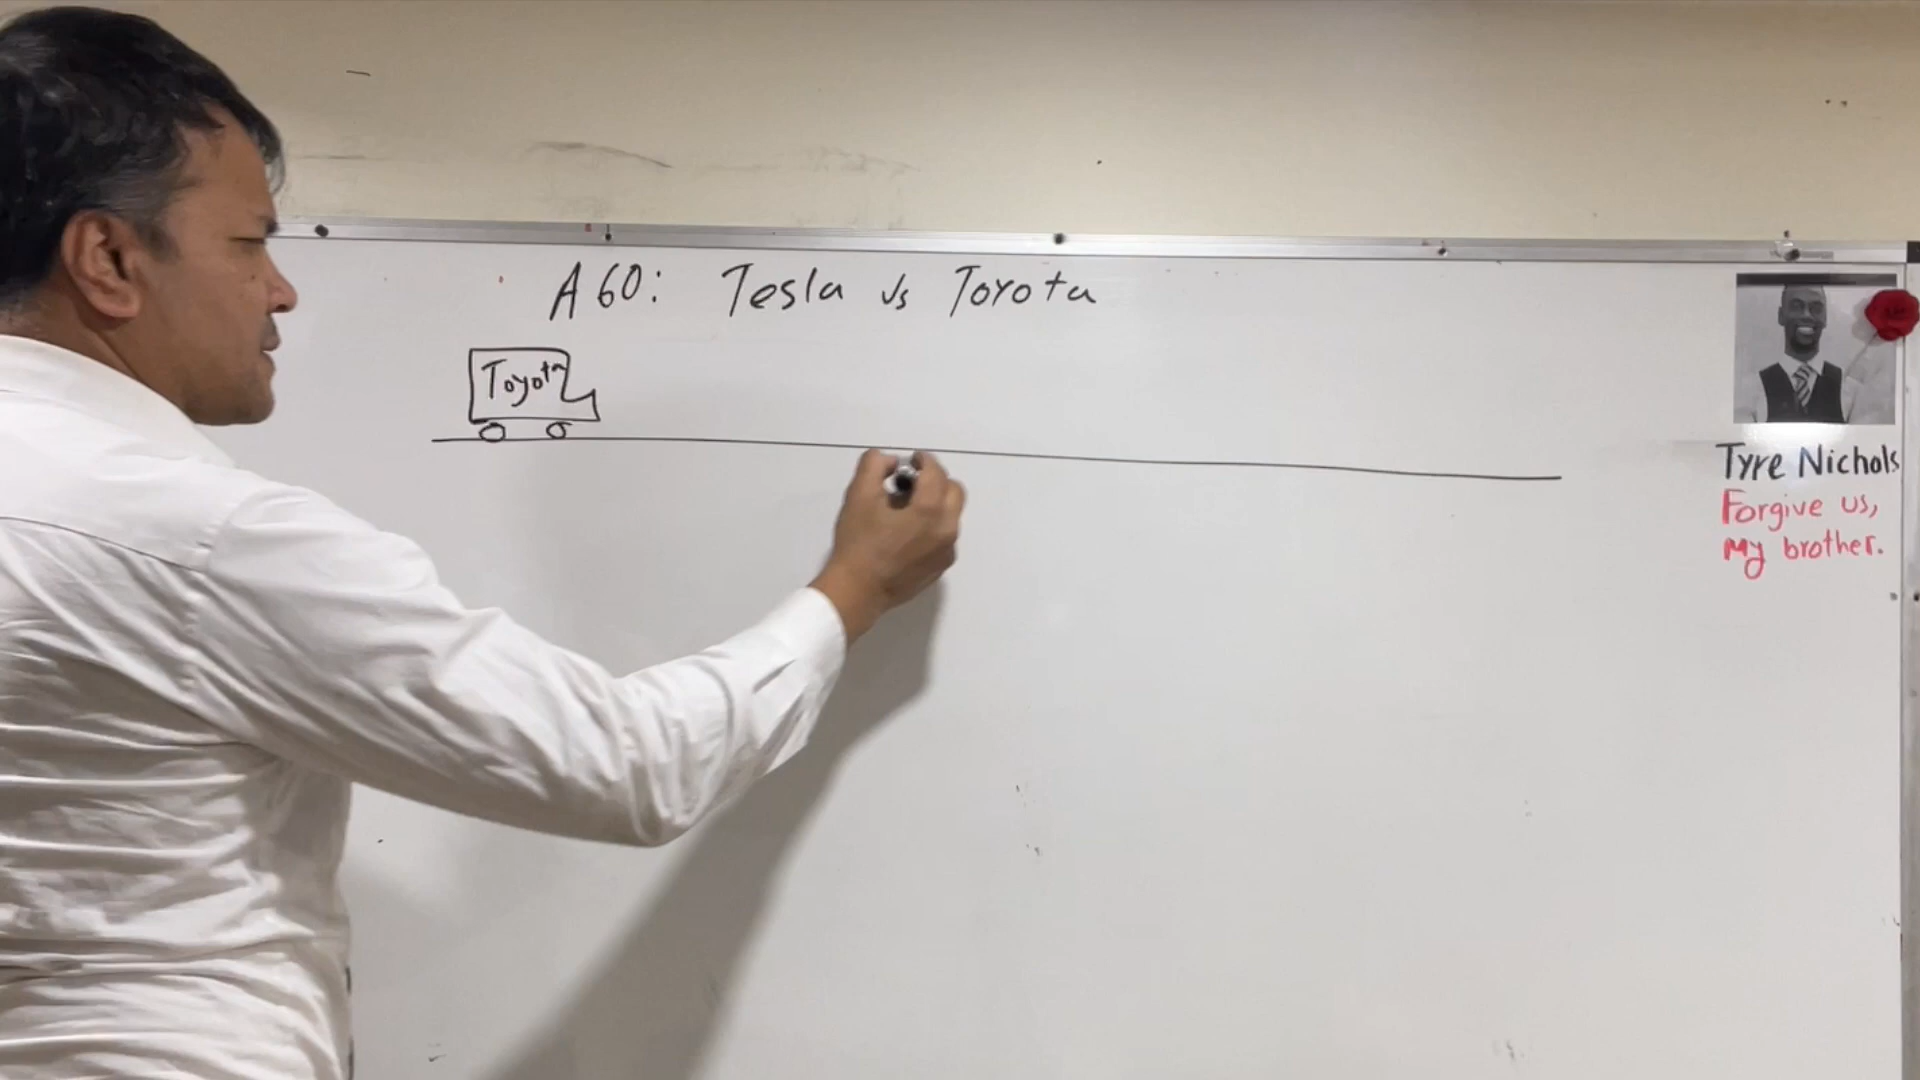 A60: Tesla vs Toyota
Toyota
Tyre Nichols
Forgive us,
My brother.